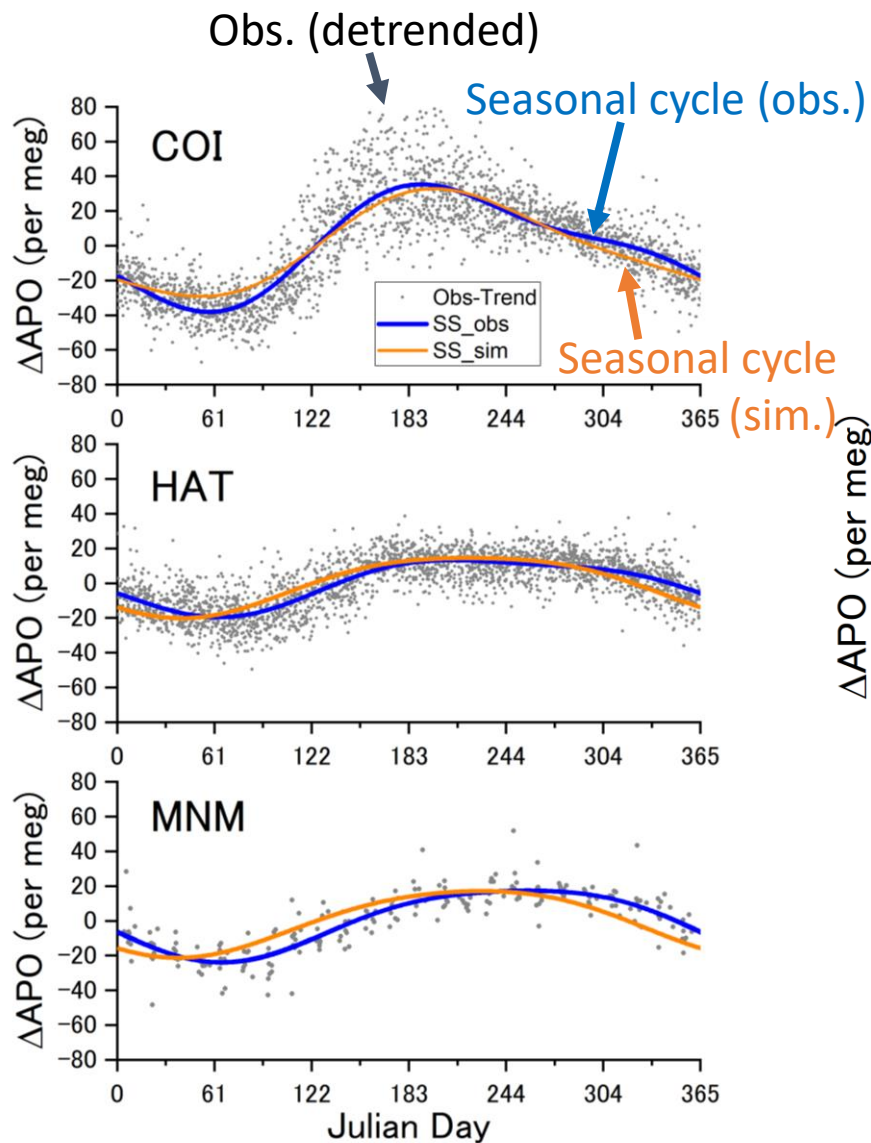 Obs. (detrended)
Seasonal cycle (obs.)
COI
ΔAPO (per meg)
80
60
40
20
0
−20
−40
−60
−80
Obs-Trend
SS_obs
SS_sim
Seasonal cycle
(sim.)
0 61 122 183 244 304 365
HAT
ΔAPO (per meg)
80
60
40
20
0
−20
−40
−60
−80
0 61 122 183 244 304 365
ΔAPO (per meg)
MNM
ΔAPO (per meg)
80
60
40
20
0
−20
−40
−60
−80
0 61 122 183 244 304 365
Julian Day